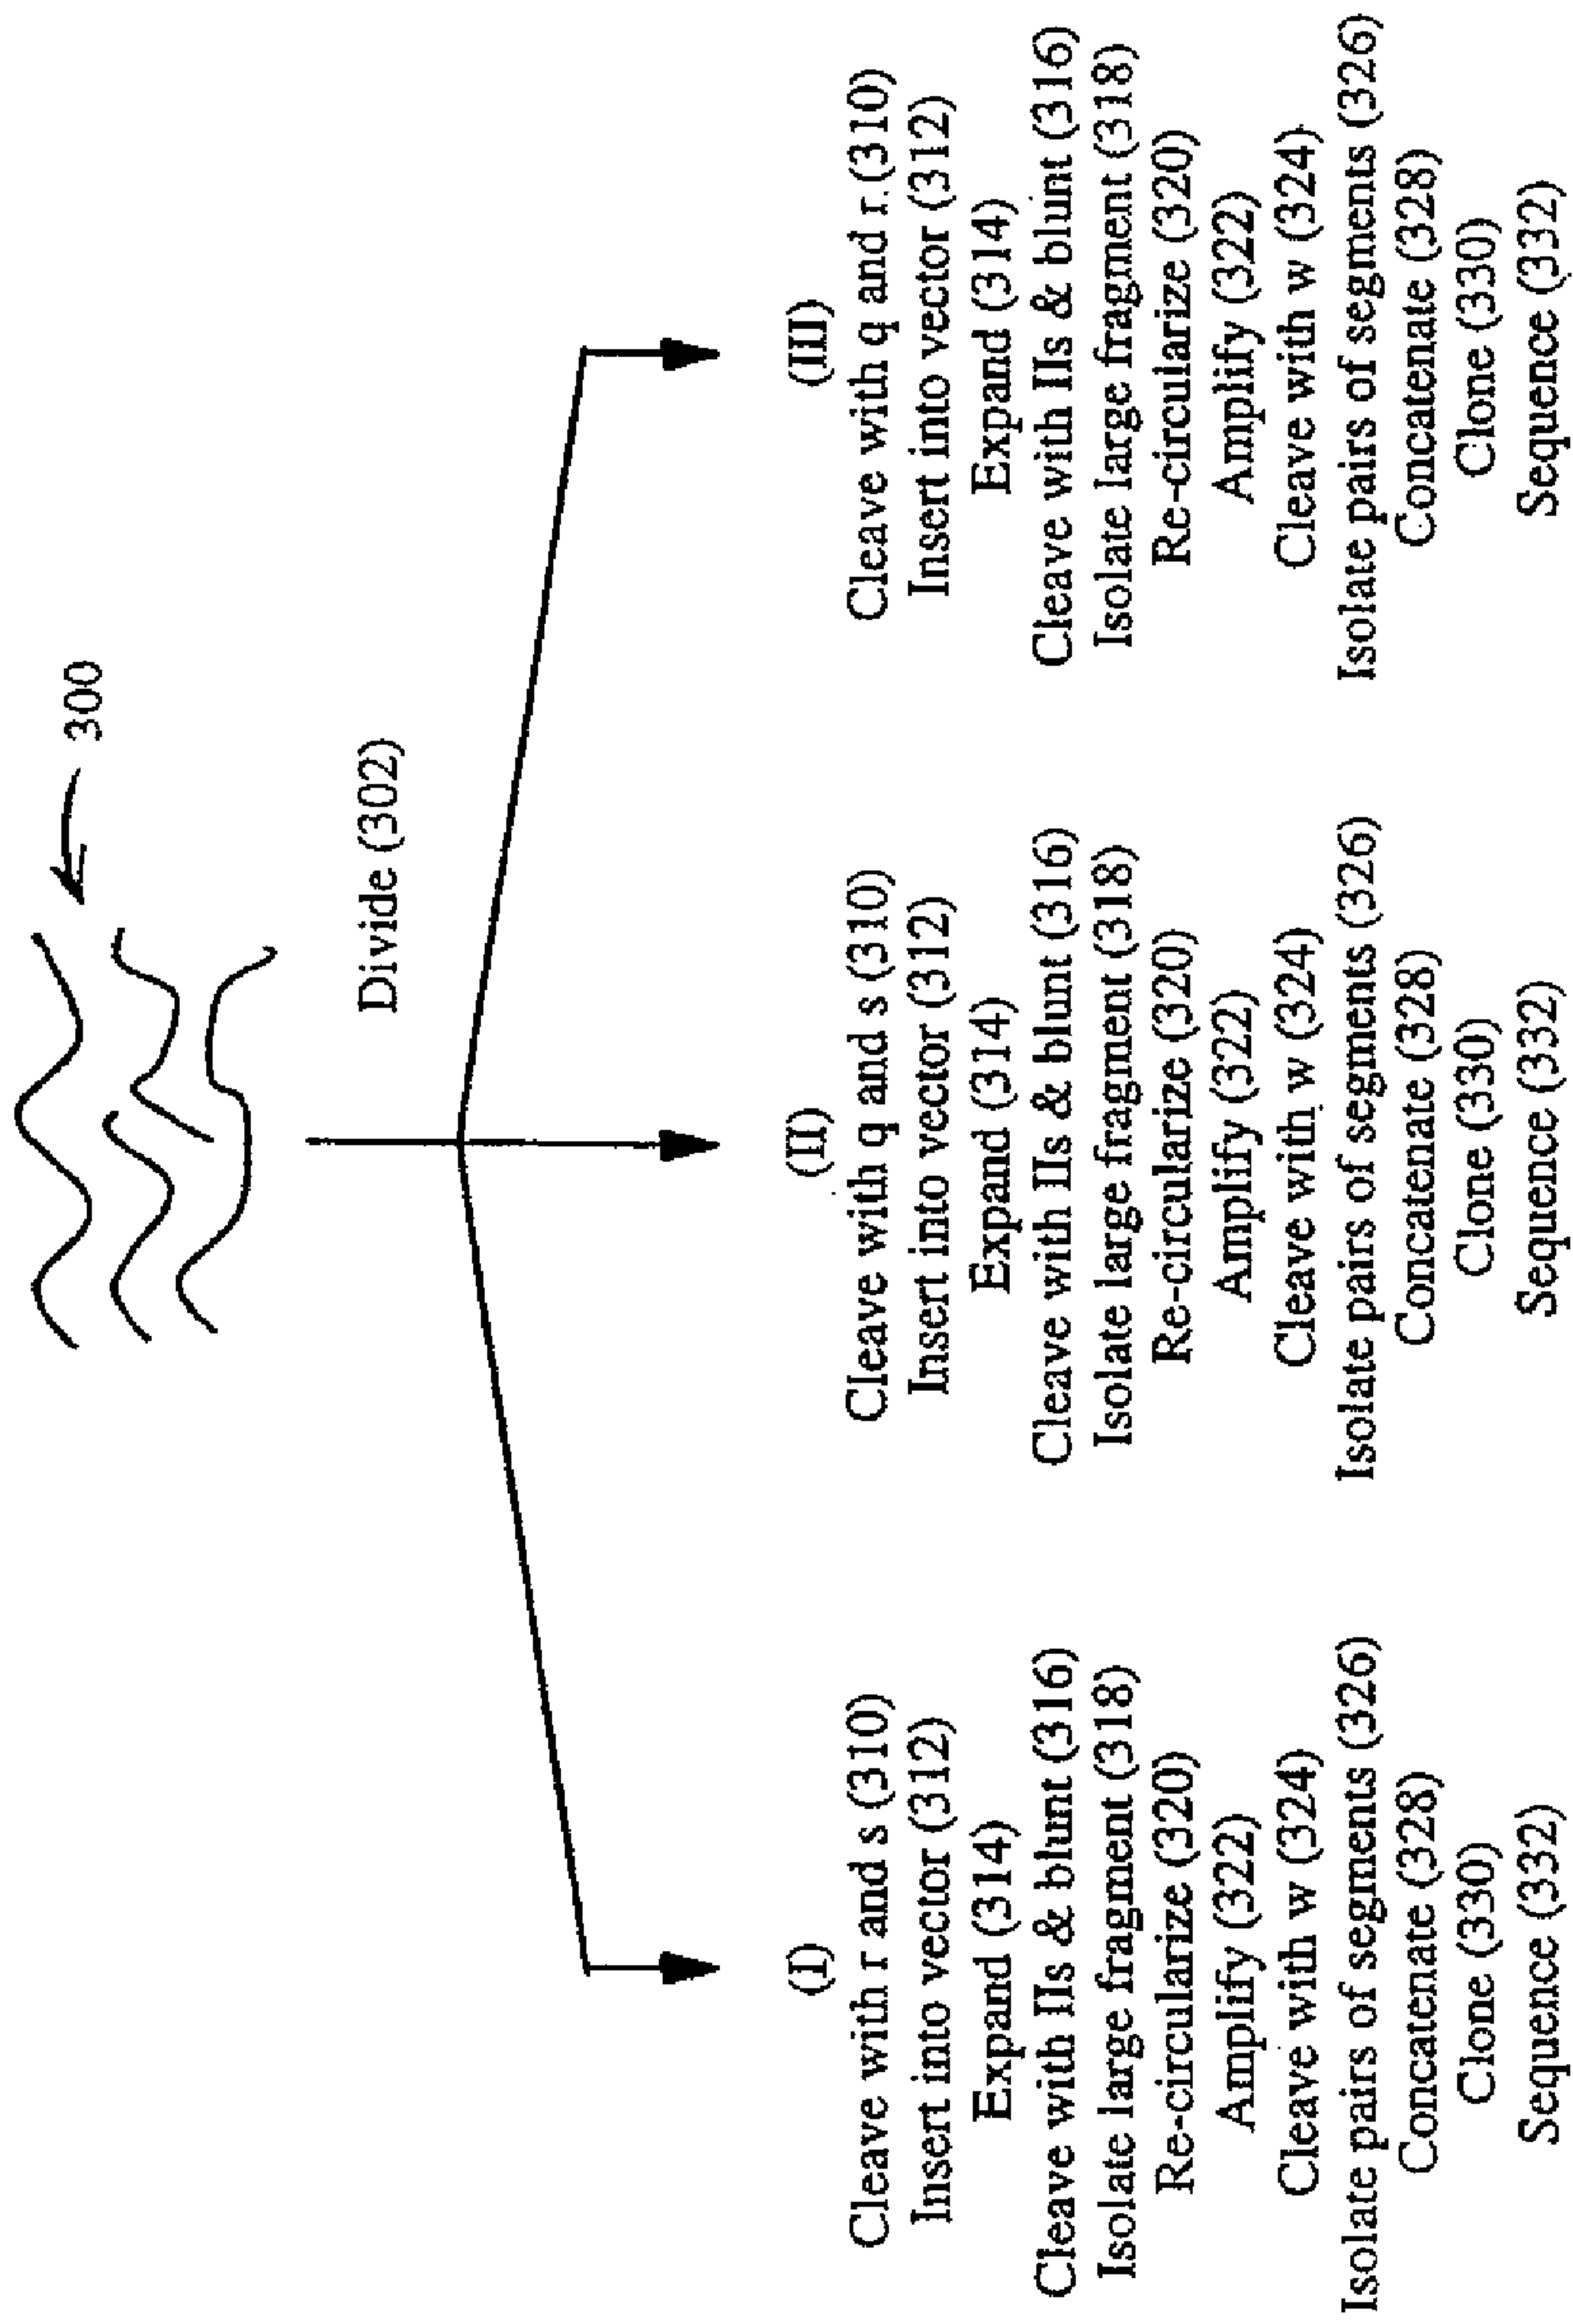 300
Divide (302)
(I)
Cleave with r and s (310)
Insert into vector (312)
Expand (314)
Cleave with IIs & blunt (316)
Isolate large fragment (318)
Re-circularize (320)
Amplify (322)
Cleave with w (324)
Isolate pairs of segments (326)
Concatenate (328)
Clone (330)
Sequence (332)
(II)
Cleave with q and s (310)
Insert into vector (312)
Expand (314)
Cleave with IIs & blunt (316)
Isolate large fragment (318)
Re-circularize (320)
Amplify (322)
Cleave with w (324)
Isolate pairs of segments (326)
Concatenate (328)
Clone (330)
Sequence (332)
(III)
Cleave with q and r (310)
Insert into vector (312)
Expand (314)
Cleave with IIs & blunt (316)
Isolate large fragment (318)
Re-circularize (320)
Amplify (322)
Cleave with w (324)
Isolate pairs of segments (326)
Concatenate (328)
Clone (330)
Sequence (332)